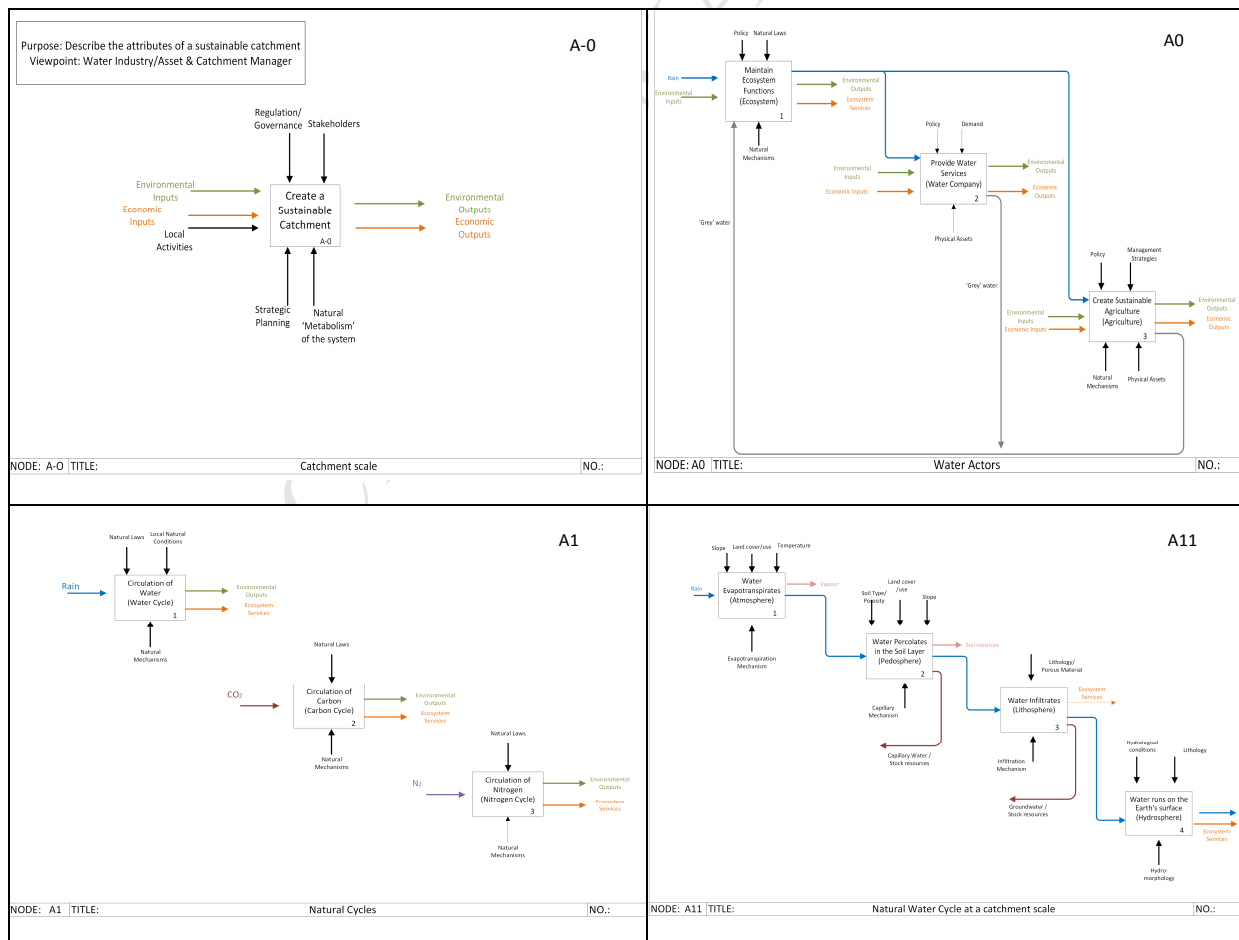 Purpose: Describe the attributes of a sustainable catchment
Viewpoint: Water Industry/Asset & Catchment Manager
A-0
Regulation/
Governance
Stakeholders
Environmental
Inputs
Economic
Inputs
Local
Activities
Create a
Sustainable
Catchment
A-0
Environmental
Outputs
Economic
Outputs
Strategic
Planning
Natural
'Metabolism'
of the system
NODE: A-O TITLE: Catchment scale NO.:
A0
Policy
Natural Laws
Rain
Environmental
Inputs
Maintain
Ecosystem
Functions
(Ecosystem)
1
Environmental
Outputs
Ecosystem
Services
Natural
Mechanisms
Policy
Demand
Environmental
Inputs
Economic Inputs
Provide Water
Services
(Water Company)
2
Environmental
Outputs
Economic
Outputs
Physical Assets
'Grey' water
'Grey' water
Policy
Management
Strategies
Environmental
Inputs
Economic Inputs
Create Sustainable
Agriculture
(Agriculture)
3
Environmental
Outputs
Economic
Outputs
Natural
Mechanisms
Physical Assets
NODE: A0 TITLE: Water Actors NO.:
A1
Natural Laws
Local Natural
Conditions
Rain
Circulation of
Water
(Water Cycle)
1
Environmental
Outputs
Ecosystem
Services
Natural
Mechanisms
Natural Laws
CO2
Circulation of
Carbon
(Carbon Cycle)
2
Environmental
Outputs
Ecosystem
Services
Natural
Mechanisms
Natural Laws
N2
Circulation of
Nitrogen
(Nitrogen Cycle)
3
Environmental
Outputs
Ecosystem
Services
Natural
Mechanisms
NODE: A1 TITLE: Natural Cycles NO.:
A11
Slope
Land cover/use
Temperature
Rain
Water
Evapotranspirates
(Atmosphere)
1
Vapour
Evapotranspiration
Mechanism
Soil Type/
Porosity
Land cover
/use
Slope
Water Percolates
in the Soil Layer
(Pedosphere)
2
Soil moisture
Capillary
Mechanism
Capillary Water /
Stock resources
Lithology/
Porous Material
Water Infiltrates
(Lithosphere)
3
Ecosystem
Services
Infiltration
Mechanism
Groundwater /
Stock resources
Hydrological
conditions
Lithology
Water runs on the
Earth's surface
(Hydrosphere)
4
Ecosystem
Services
Hydro-
morphology
NODE: A11 TITLE: Natural Water Cycle at a catchment scale NO.: